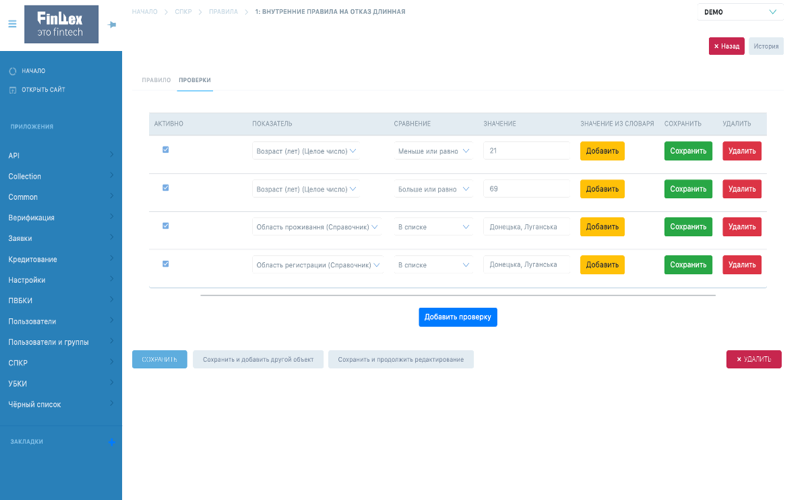 FinLex
это fintech
НАЧАЛО
ОТКРЫТЬ САЙТ
ПРИЛОЖЕНИЯ
API
Collection
Common
Верификация
Заявки
Кредитование
Настройки
ПВБКИ
Пользователи
Пользователи и группы
СПКР
УБКИ
Чёрный список
ЗАКЛАДКИ
НАЧАЛО > СПКР > ПРАВИЛА > 1: ВНУТРЕННИЕ ПРАВИЛА НА ОТКАЗ ДЛИННАЯ
DEMO
× Назад История
ПРАВИЛО ПРОВЕРКИ
АКТИВНО ПОКАЗАТЕЛЬ СРАВНЕНИЕ ЗНАЧЕНИЕ ЗНАЧЕНИЕ ИЗ СЛОВАРЯ СОХРАНИТЬ УДАЛИТЬ
Возраст (лет) (Целое число) Меньше или равно 21 Добавить Сохранить Удалить
Возраст (лет) (Целое число) Больше или равно 69 Добавить Сохранить Удалить
Область проживання (Справочник) В списке Донецька, Луганська Добавить Сохранить Удалить
Область регистрации (Справочник) В списке Донецька, Луганська Добавить Сохранить Удалить
Добавить проверку
СОХРАНИТЬ Сохранить и добавить другой объект Сохранить и продолжить редактирование × УДАЛИТЬ